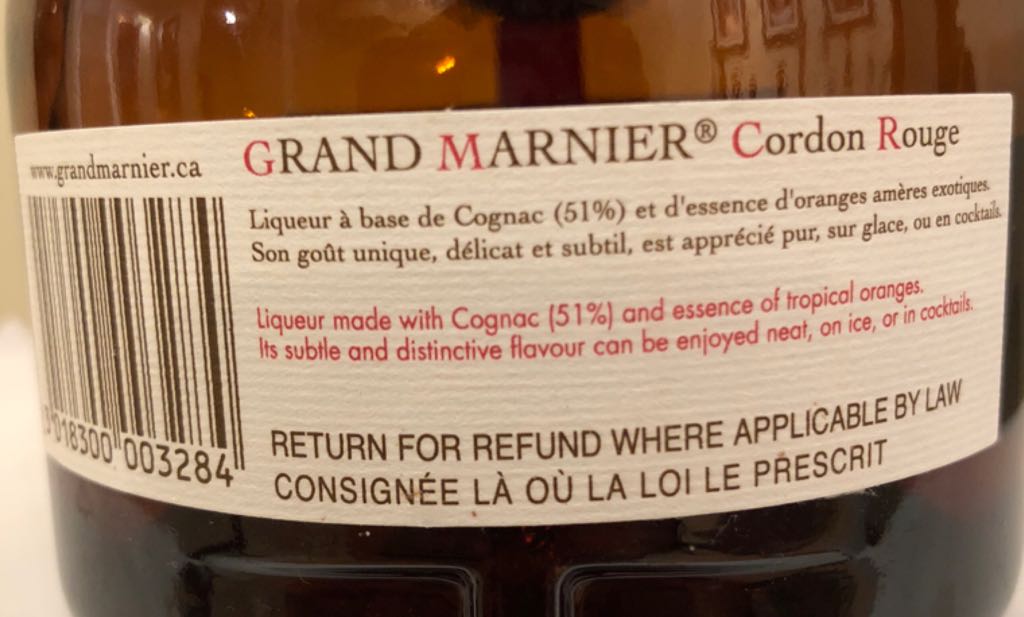 www.grandmarnier.ca
GRAND MARNIER® Cordon Rouge
Liqueur à base de Cognac (51%) et d'essence d'oranges amères exotiques.
Son goût unique, délicat et subtil, est apprécié pur, sur glace, ou en cocktails.
Liqueur made with Cognac (51%) and essence of tropical oranges.
Its subtle and distinctive flavour can be enjoyed neat, on ice, or in cocktails.
RETURN FOR REFUND WHERE APPLICABLE BY LAW
CONSIGNÉE LÀ OÙ LA LOI LE PRESCRIT
3 018300 003284